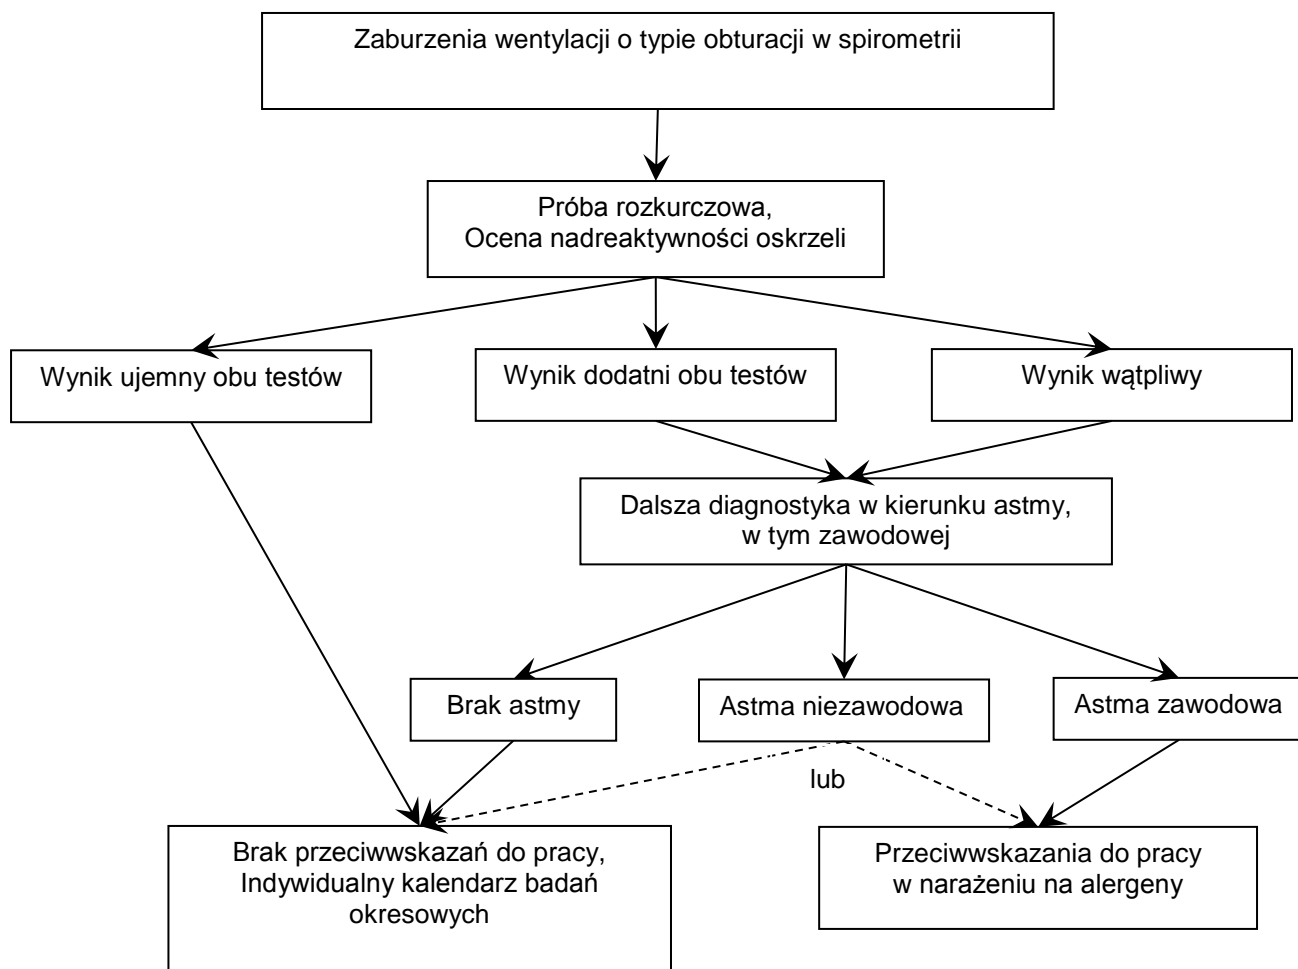 Zaburzenia wentylacji o typie obturacji w spirometrii
Próba rozkurczowa,
Ocena nadreaktywności oskrzeli
Wynik ujemny obu testów
Wynik dodatni obu testów
Wynik wątpliwy
Dalsza diagnostyka w kierunku astmy,
w tym zawodowej
Brak astmy
Astma niezawodowa
Astma zawodowa
lub
Brak przeciwwskazań do pracy,
Indywidualny kalendarz badań
okresowych
Przeciwwskazania do pracy
w narażeniu na alergeny